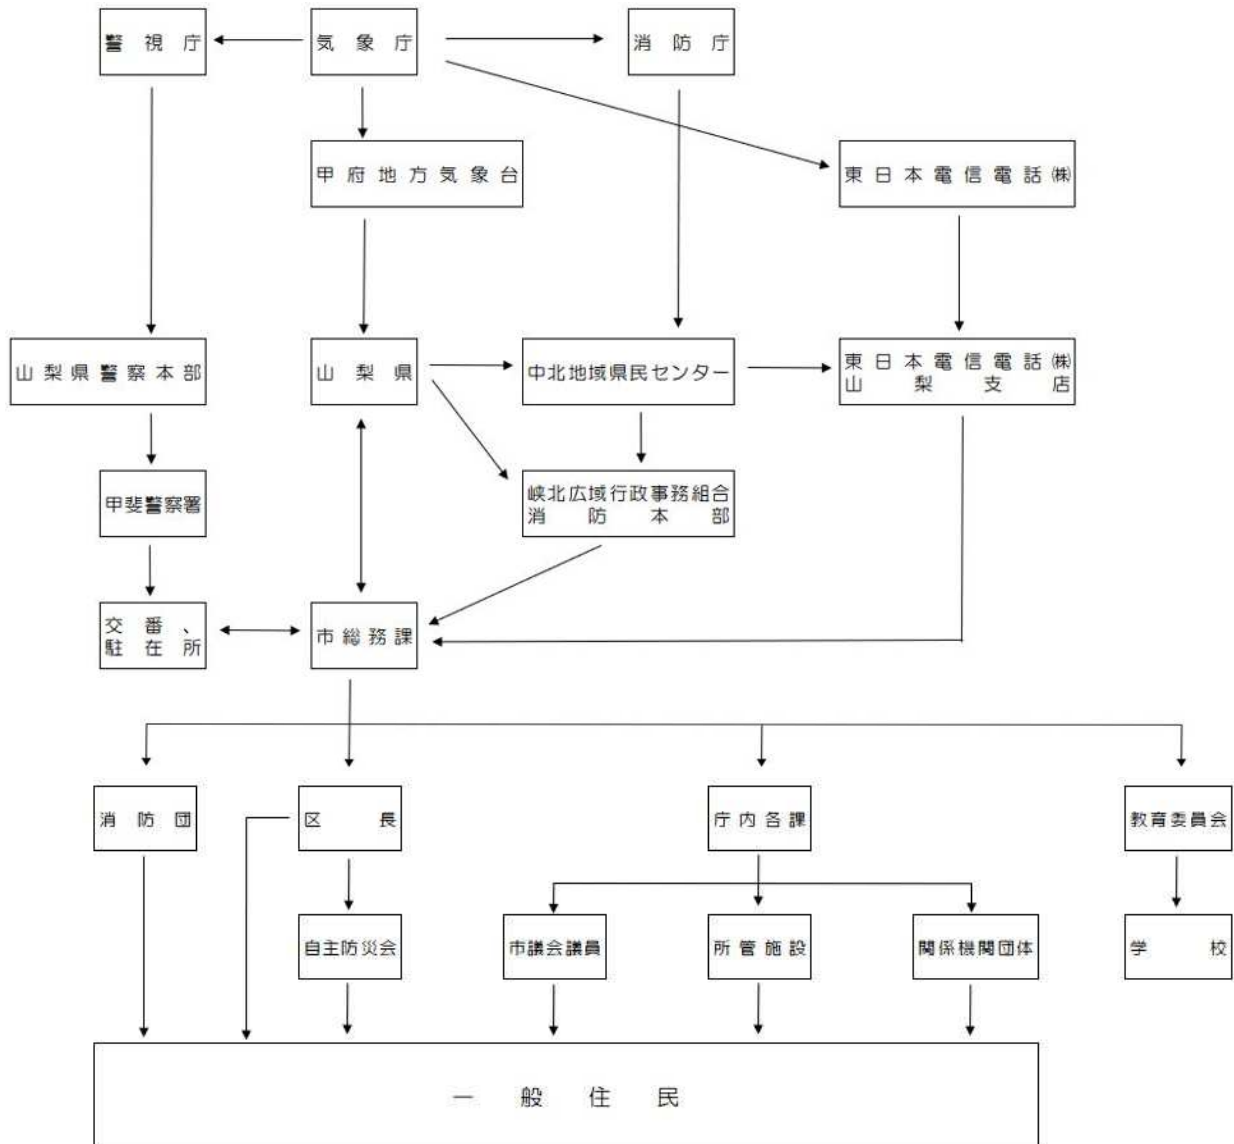 警視庁
気象庁
消防庁
甲府地方気象台
東日本電信電話㈱
山梨県警察本部
山梨県
中北地域県民センター
東日本電信電話㈱
山梨支店
甲斐警察署
峡北広域行政事務組合
消防本部
交番、
駐在所
市総務課
消防団
区長
庁内各課
教育委員会
自主防災会
市議会議員
所管施設
関係機関団体
学校
一般住民